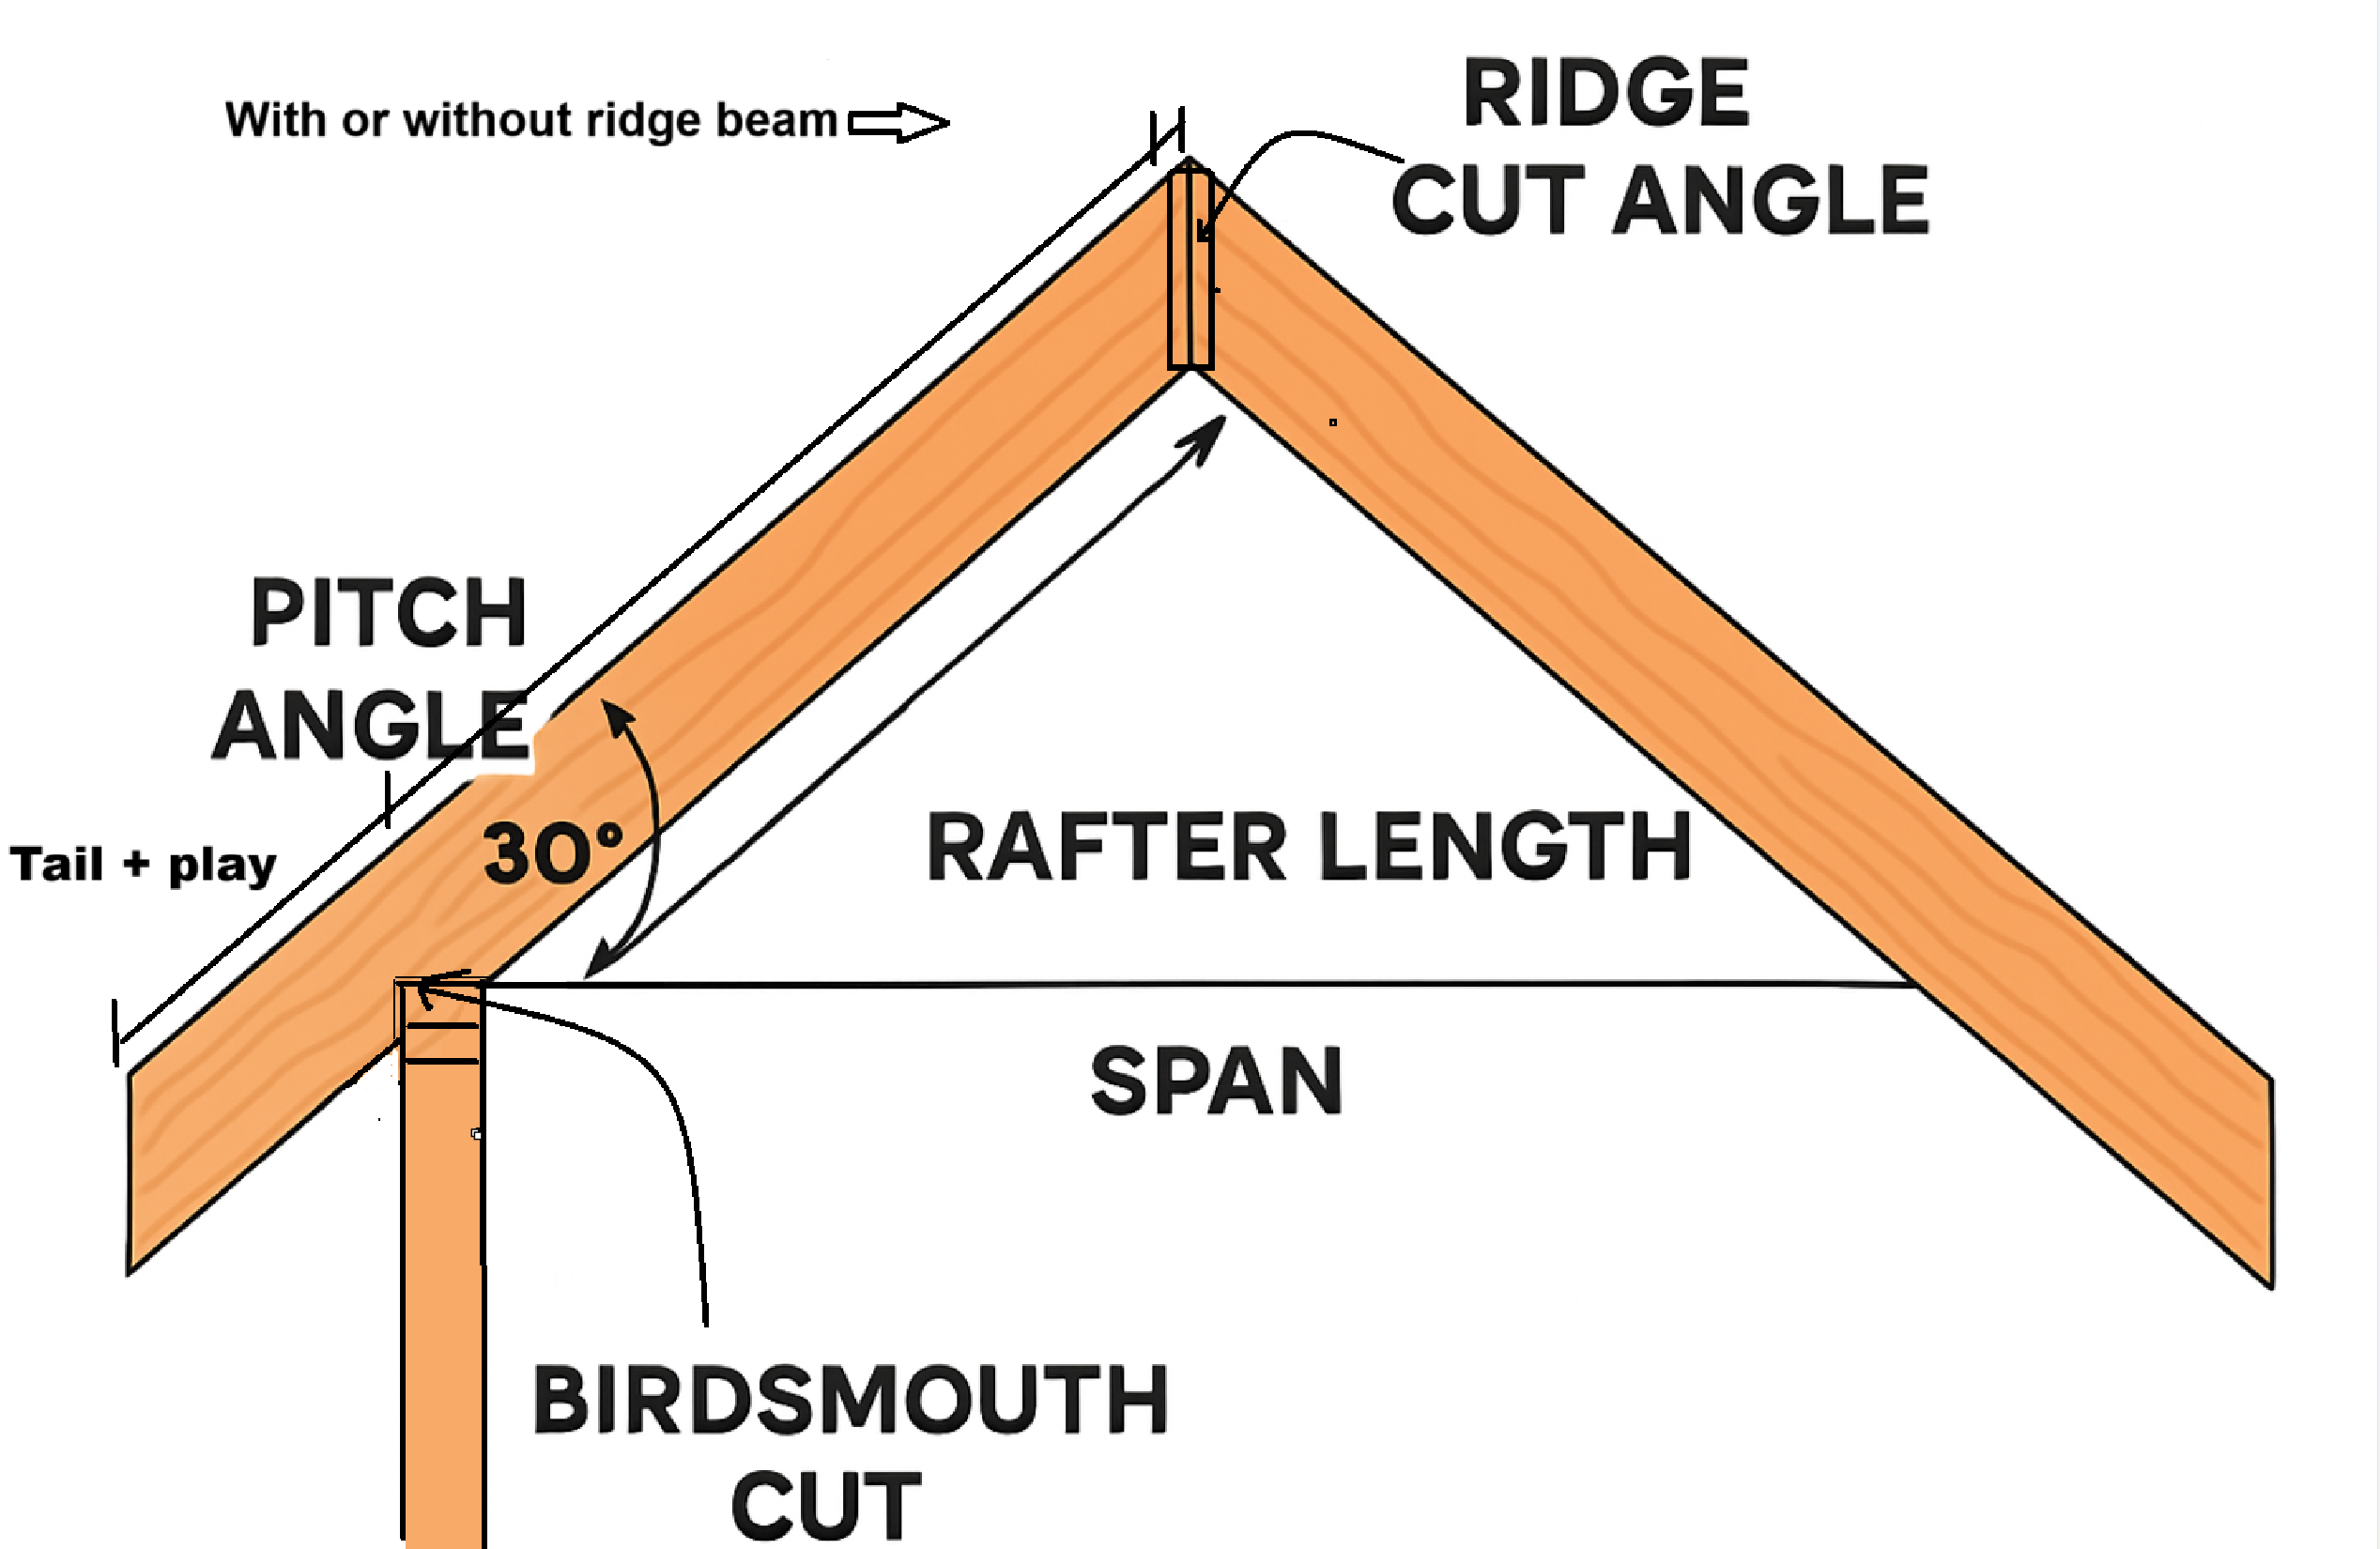 With or without ridge beam
RIDGE
CUT ANGLE
PITCH
ANGLE
Tail + play
30°
RAFTER LENGTH
SPAN
BIRDSMOUTH
CUT